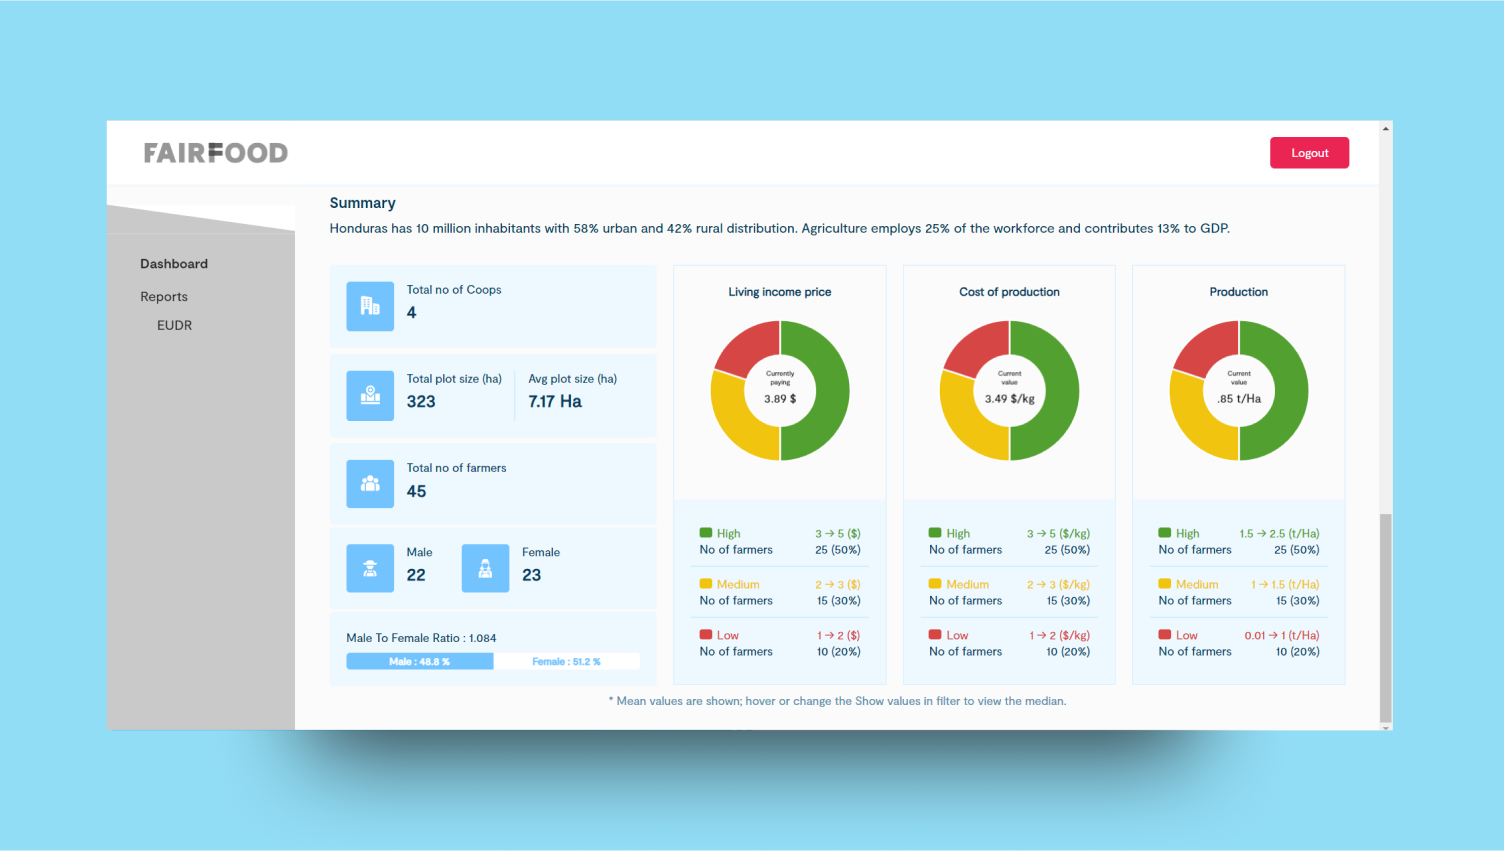 FAIRFOOD
Logout
Dashboard
Reports
EUDR
Summary
Honduras has 10 million inhabitants with 58% urban and 42% rural distribution. Agriculture employs 25% of the workforce and contributes 13% to GDP.
Total no of Coops
4
Total plot size (ha)
323
Avg plot size (ha)
7.17 Ha
Total no of farmers
45
Male
22
Female
23
Male To Female Ratio : 1.084
Male : 48.8 %
Female : 51.2 %
Living income price
Currently
paying
3.89 $
High 3 → 5 ($)
No of farmers 25 (50%)
Medium 2 → 3 ($)
No of farmers 15 (30%)
Low 1 → 2 ($)
No of farmers 10 (20%)
Cost of production
Current
value
3.49 $/kg
High 3 → 5 ($/kg)
No of farmers 25 (50%)
Medium 2 → 3 ($/kg)
No of farmers 15 (30%)
Low 1 → 2 ($/kg)
No of farmers 10 (20%)
Production
Current
value
.85 t/Ha
High 1.5 → 2.5 (t/Ha)
No of farmers 25 (50%)
Medium 1 → 1.5 (t/Ha)
No of farmers 15 (30%)
Low 0.01 → 1 (t/Ha)
No of farmers 10 (20%)
* Mean values are shown; hover or change the Show values in filter to view the median.